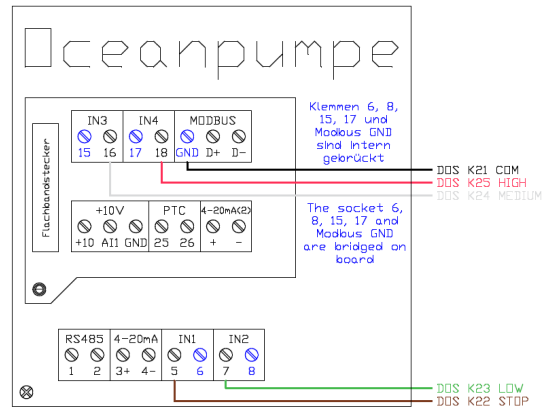 Oceanpumpe
IN3 IN4 MODBUS
15 16 17 18 GND D+ D-
Klemmen 6, 8,
15, 17 und
Modbus GND
sind Intern
gebrückt
DOS K21 COM
DOS K25 HIGH
DOS K24 MEDIUM
Flachbandstecker
+10V PTC 4-20mA(2)
+10 AI1 GND 25 26 + -
The socket 6,
8, 15, 17 and
Modbus GND
are bridged on
board
RS485 4-20mA IN1 IN2
1 2 3+ 4- 5 6 7 8
DOS K23 LOW
DOS K22 STOP